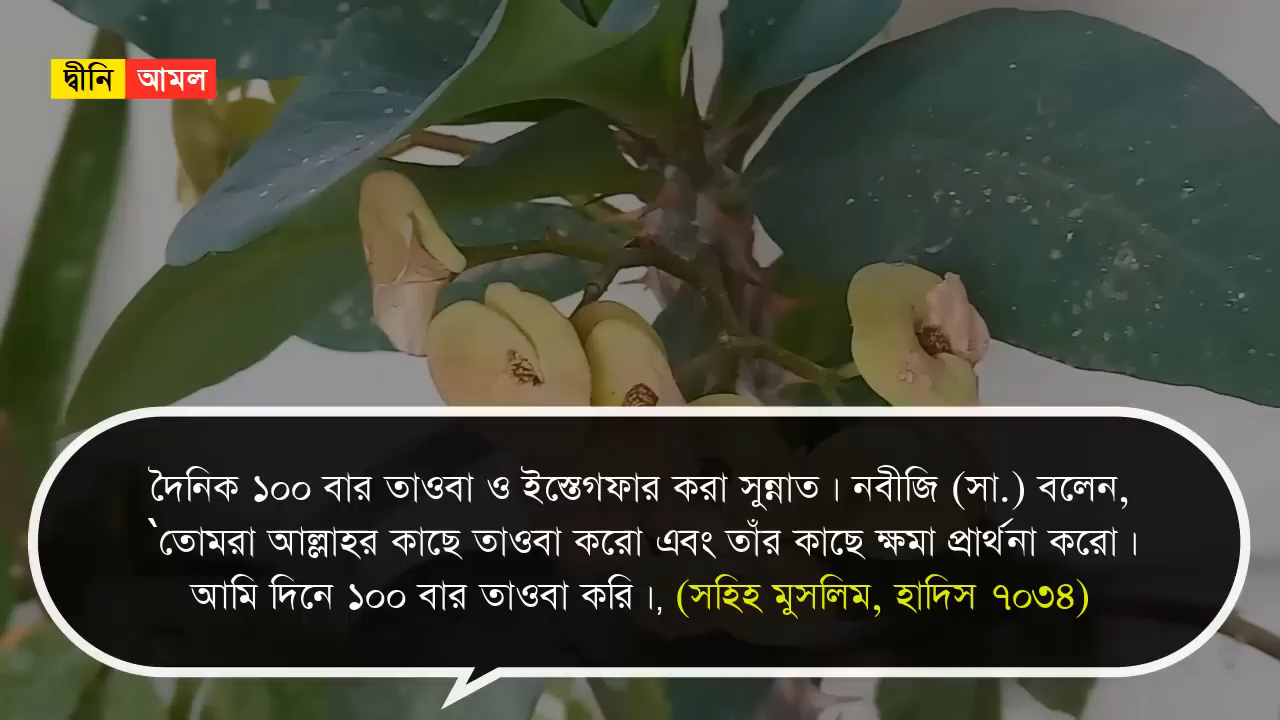 দ্বীনি আমল
দৈনিক ১০০ বার তাওবা ও ইস্তেগফার করা সুন্নাত। নবীজি (সা.) বলেন,
`তোমরা আল্লাহর কাছে তাওবা করো এবং তাঁর কাছে ক্ষমা প্রার্থনা করো।
আমি দিনে ১০০ বার তাওবা করি।, (সহিহ মুসলিম, হাদিস ৭০৩৪)